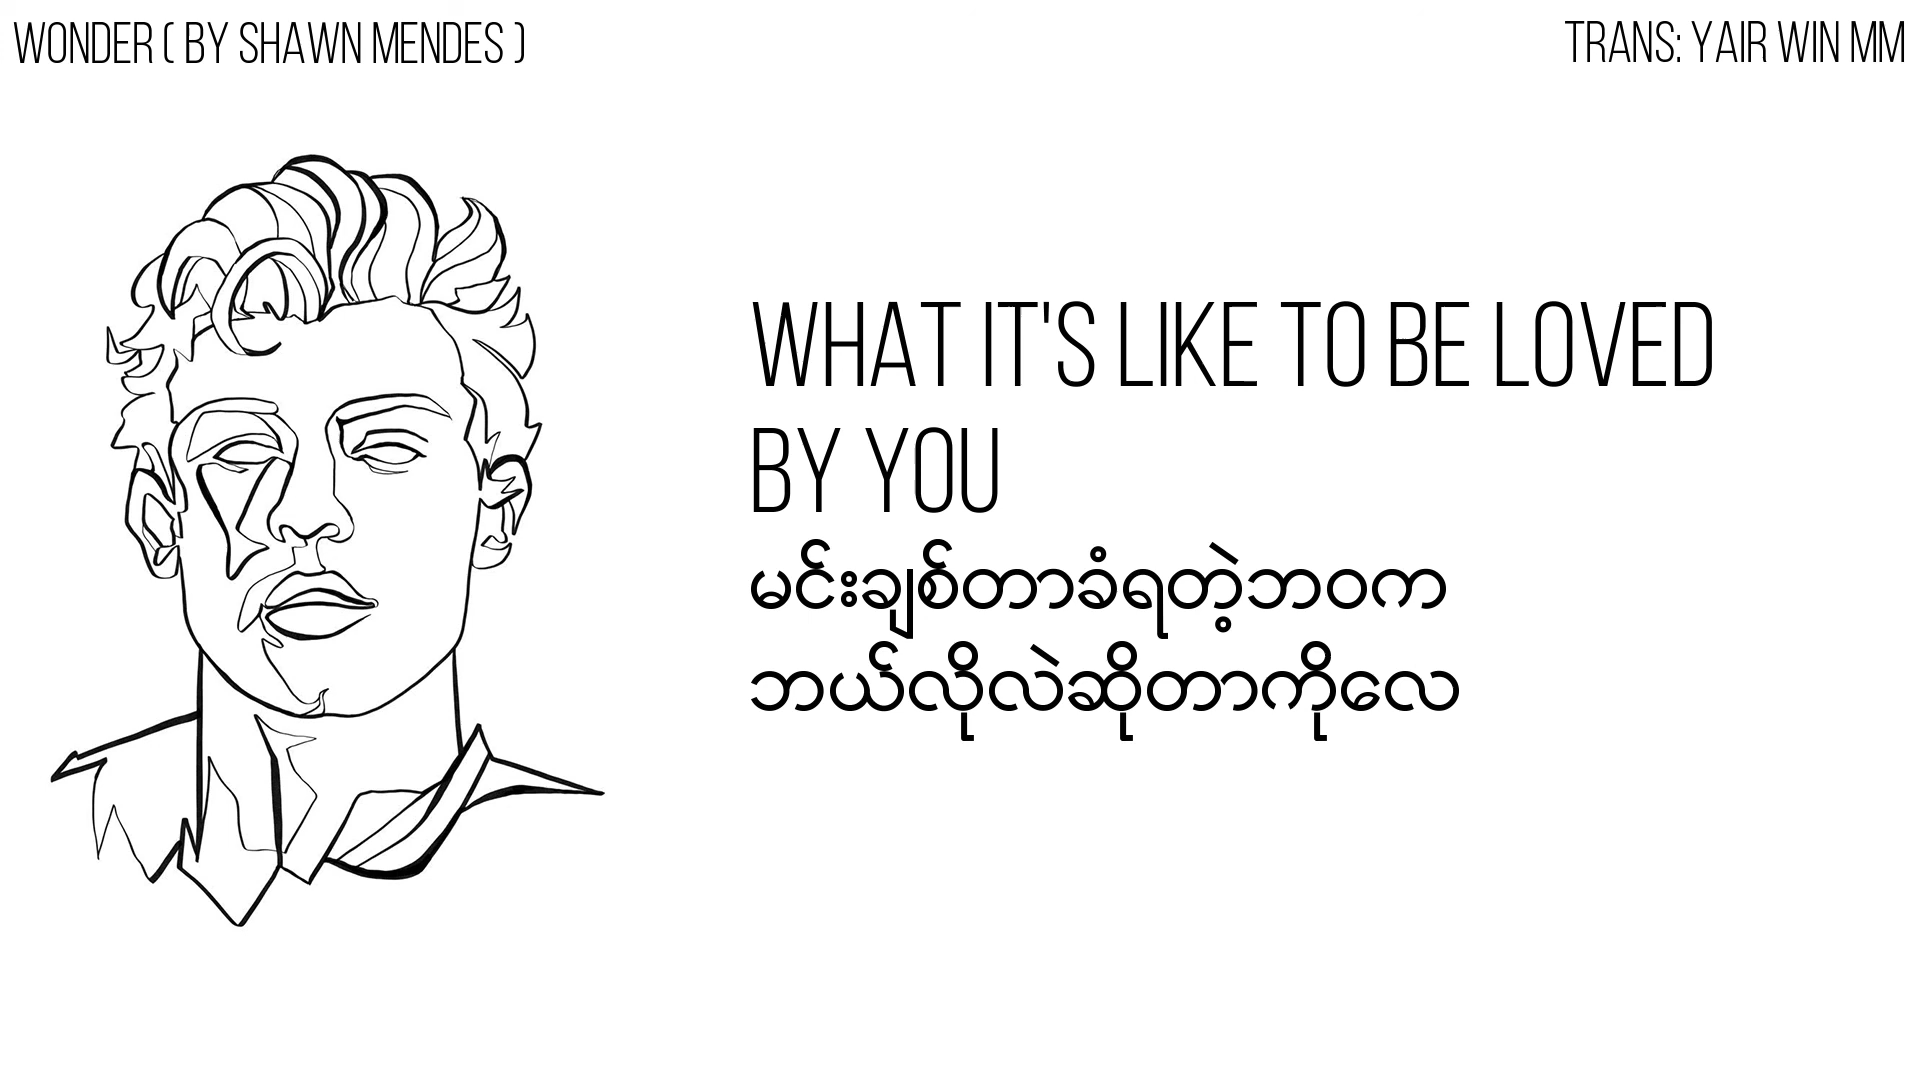 WONDER ( BY SHAWN MENDES )
TRANS: YAIR WIN MM
WHAT IT'S LIKE TO BE LOVED
BY YOU
မင်းချစ်တာခံရတဲ့ဘဝက
ဘယ်လိုလဲဆိုတာကိုလေ